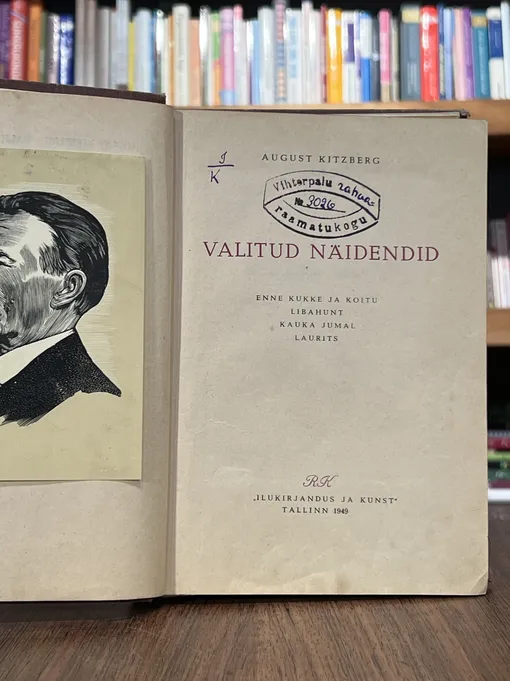 I
K
AUGUST KITZBERG
Vihterpalu rahva
№ 3026
raamatukogu
VALITUD NÄIDENDID
ENNE KUKKE JA KOITU
LIBAHUNT
KAUKA JUMAL
LAURITS
RK
„ILUKIRJANDUS JA KUNST“
TALLINN 1949